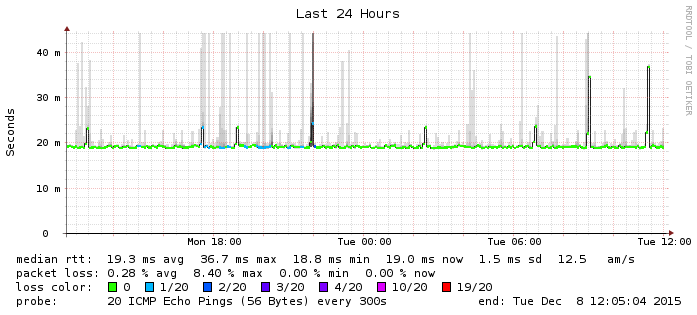 Last 24 Hours
RRDTOOL / TOBI OETIKER
Seconds
40 m
30 m
20 m
10 m
0
Mon 18:00 Tue 00:00 Tue 06:00 Tue 12:00
median rtt: 19.3 ms avg 36.7 ms max 18.8 ms min 19.0 ms now 1.5 ms sd 12.5 am/s
packet loss: 0.28 % avg 8.40 % max 0.00 % min 0.00 % now
loss color: 0 1/20 2/20 3/20 4/20 10/20 19/20
probe: 20 ICMP Echo Pings (56 Bytes) every 300s end: Tue Dec 8 12:05:04 2015